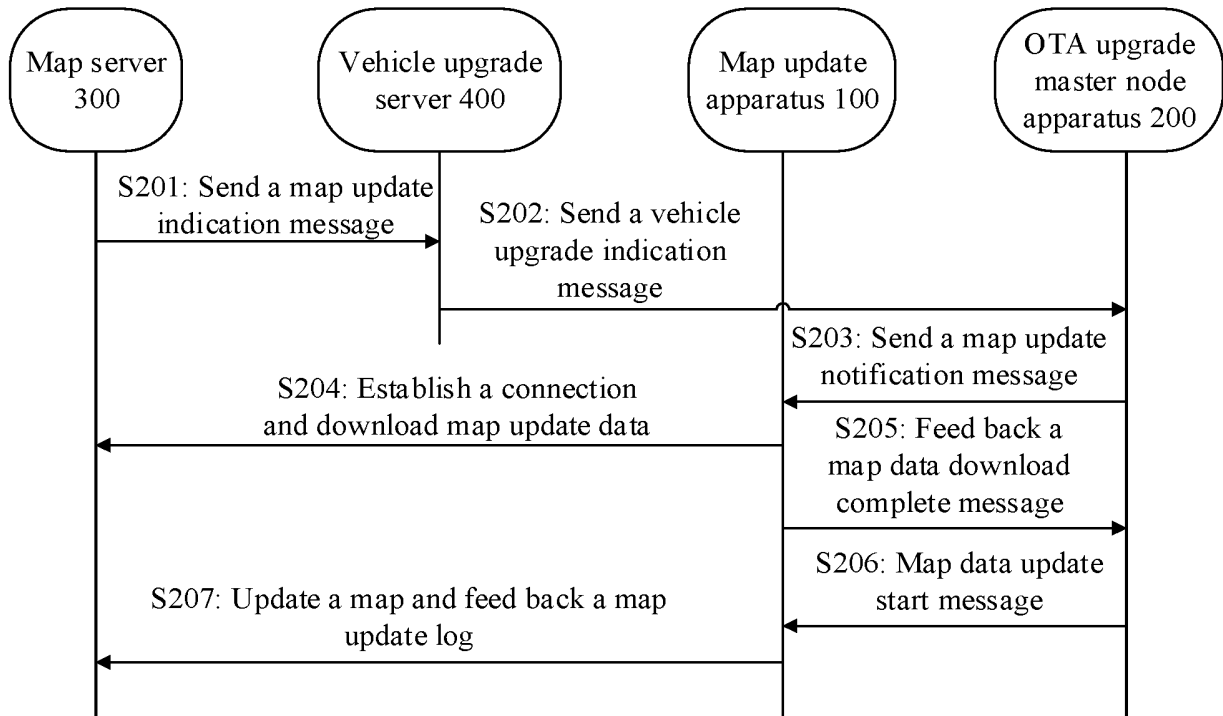 Map server
300
Vehicle upgrade
server 400
Map update
apparatus 100
OTA upgrade
master node
apparatus 200
S201: Send a map update
indication message
S202: Send a vehicle
upgrade indication
message
S203: Send a map update
notification message
S204: Establish a connection
and download map update data
S205: Feed back a
map data download
complete message
S206: Map data update
start message
S207: Update a map and feed back a map
update log